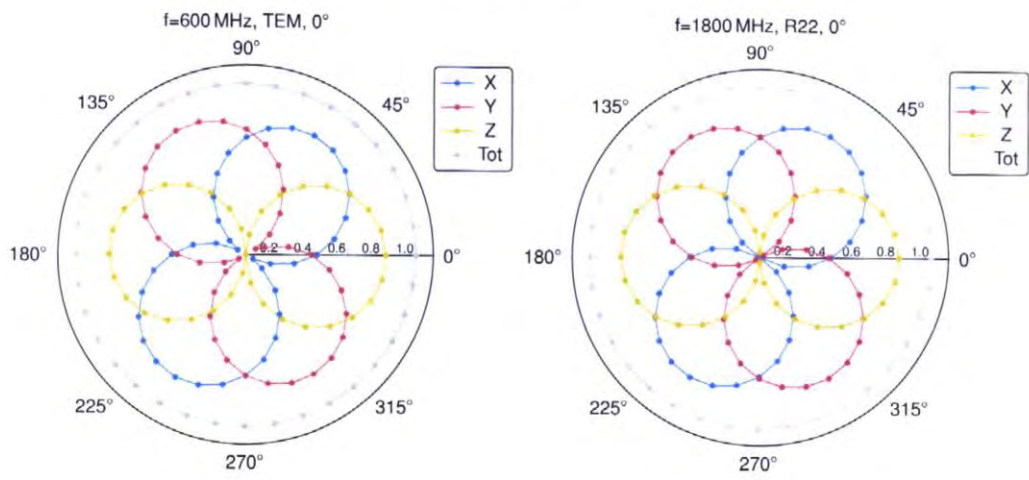 f=600 MHz, TEM, 0°
90°
135°
45°
180°
0.2 0.4 0.6 0.8 1.0
0°
225°
315°
270°
X
Y
Z
Tot
f=1800 MHz, R22, 0°
90°
135°
45°
180°
0.2 0.4 0.6 0.8 1.0
0°
225°
315°
270°
X
Y
Z
Tot